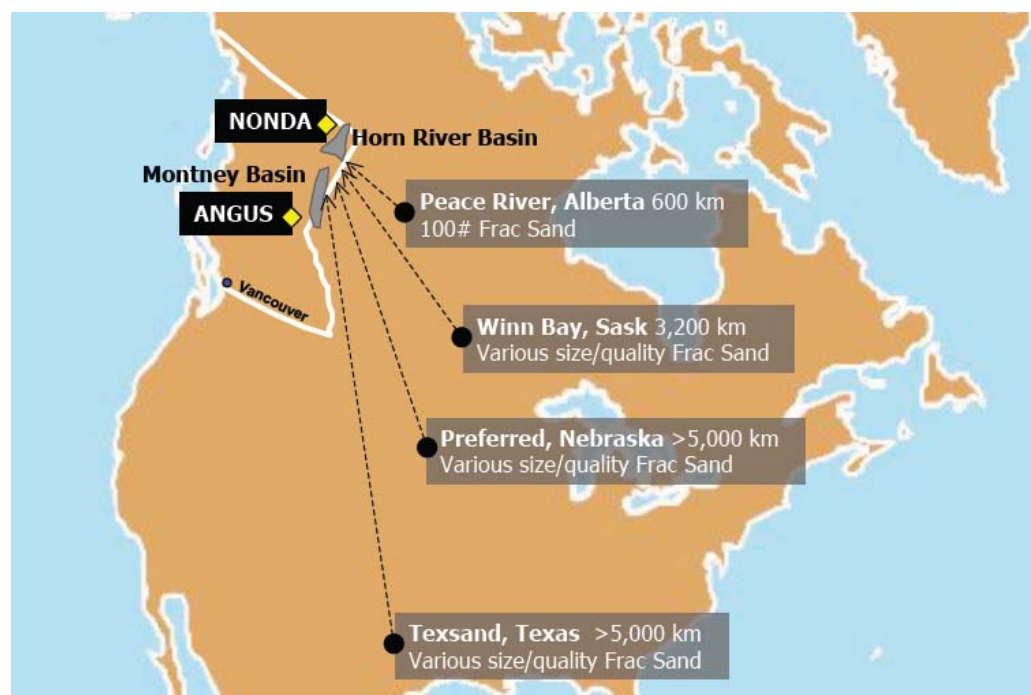 NONDA
Horn River Basin
Montney Basin
ANGUS
Peace River, Alberta 600 km
100# Frac Sand
Vancouver
Winn Bay, Sask 3,200 km
Various size/quality Frac Sand
Preferred, Nebraska >5,000 km
Various size/quality Frac Sand
Texsand, Texas >5,000 km
Various size/quality Frac Sand